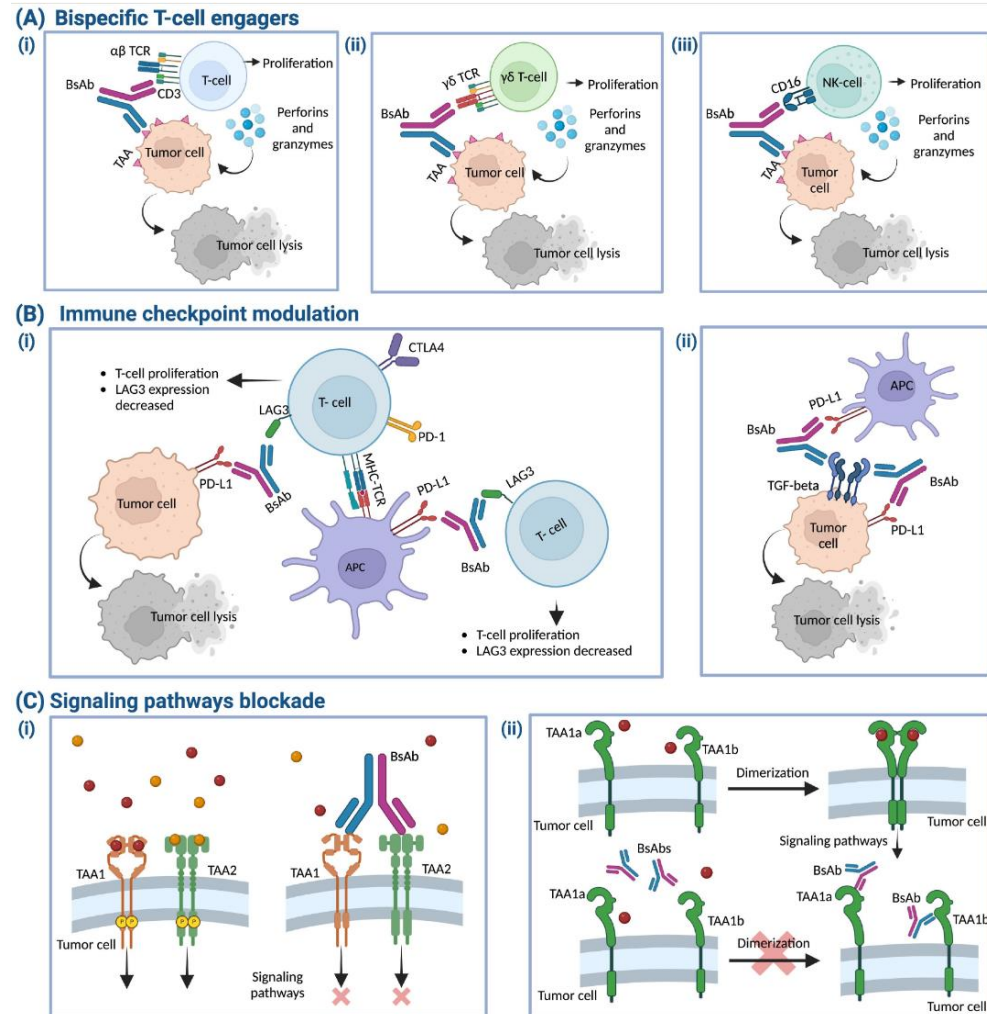 (A) Bispecific T-cell engagers
(i)
αβ TCR
T-cell
Proliferation
BsAb
CD3
Perforins
and
granzymes
TAA
Tumor cell
Tumor cell lysis
(ii)
γδ TCR
γδ T-cell
Proliferation
BsAb
Perforins
and
granzymes
TAA
Tumor cell
Tumor cell lysis
(iii)
CD16
NK-cell
Proliferation
BsAb
Perforins
and
granzymes
TAA
Tumor
cell
Tumor cell lysis
(B) Immune checkpoint modulation
(i)
CTLA4
• T-cell proliferation
• LAG3 expression
decreased
T- cell
LAG3
PD-1
MHC-TCR
Tumor cell
PD-L1
BsAb
PD-L1
LAG3
T- cell
BsAb
APC
Tumor cell lysis
• T-cell proliferation
• LAG3 expression decreased
(ii)
APC
PD-L1
BsAb
TGF-beta
BsAb
Tumor
cell
PD-L1
Tumor cell lysis
(C) Signaling pathways blockade
(i)
BsAb
TAA1
TAA2
TAA1
TAA2
P P
P P
Tumor cell
Signaling
pathways
(ii)
TAA1a
TAA1b
Dimerization
Tumor cell
Tumor cell
Signaling pathways
BsAbs
BsAb
TAA1a
TAA1b
TAA1a
BsAb
TAA1b
Dimerization
Tumor cell
Tumor cell